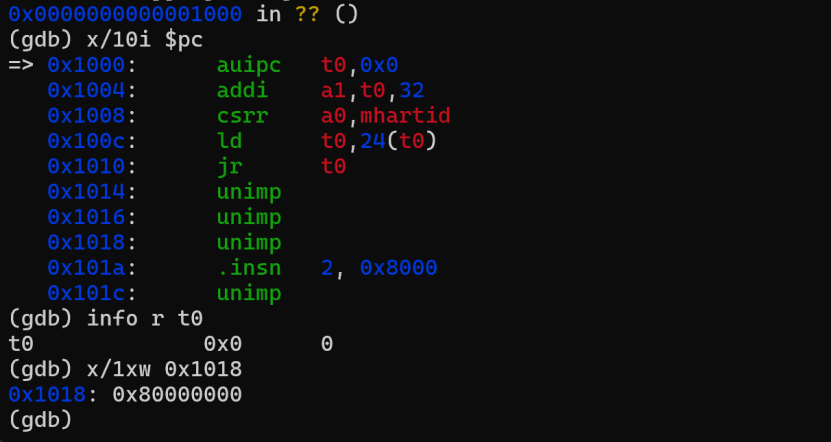 0x0000000000001000 in ?? ()
(gdb) x/10i $pc
=> 0x1000:      auipc   t0,0x0
   0x1004:      addi    a1,t0,32
   0x1008:      csrr    a0,mhartid
   0x100c:      ld      t0,24(t0)
   0x1010:      jr      t0
   0x1014:      unimp
   0x1016:      unimp
   0x1018:      unimp
   0x101a:      .insn   2, 0x8000
   0x101c:      unimp
(gdb) info r t0
t0             0x0      0
(gdb) x/1xw 0x1018
0x1018: 0x80000000
(gdb)